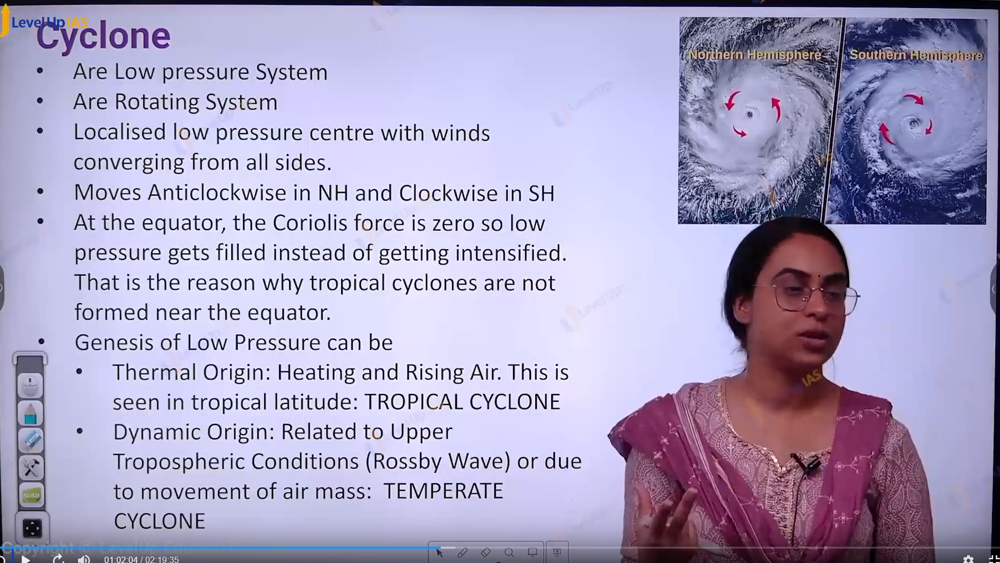 LevelUp IAS
Cyclone
Northern Hemisphere
Southern Hemisphere
• Are Low pressure System
• Are Rotating System
• Localised low pressure centre with winds
converging from all sides.
• Moves Anticlockwise in NH and Clockwise in SH
• At the equator, the Coriolis force is zero so low
pressure gets filled instead of getting intensified.
That is the reason why tropical cyclones are not
formed near the equator.
• Genesis of Low Pressure can be
• Thermal Origin: Heating and Rising Air. This is
seen in tropical latitude: TROPICAL CYCLONE
• Dynamic Origin: Related to Upper
Tropospheric Conditions (Rossby Wave) or due
to movement of air mass: TEMPERATE
CYCLONE
IAS
Note
Copyright © LevelUp
01:02:04 / 02:19:35